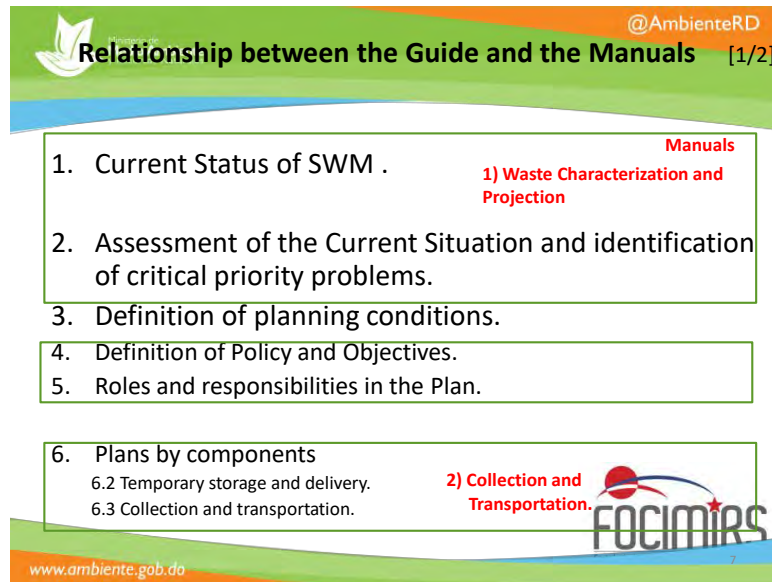 @AmbienteRD
Ministerio de
Relationship between the Guide and the Manuals [1/2]
Manuals
1. Current Status of SWM .
1) Waste Characterization and
Projection
2. Assessment of the Current Situation and identification
of critical priority problems.
3. Definition of planning conditions.
4. Definition of Policy and Objectives.
5. Roles and responsibilities in the Plan.
6. Plans by components
6.2 Temporary storage and delivery.
2) Collection and
6.3 Collection and transportation.
Transportation.
FOCIMIRS
7
www.ambiente.gob.do